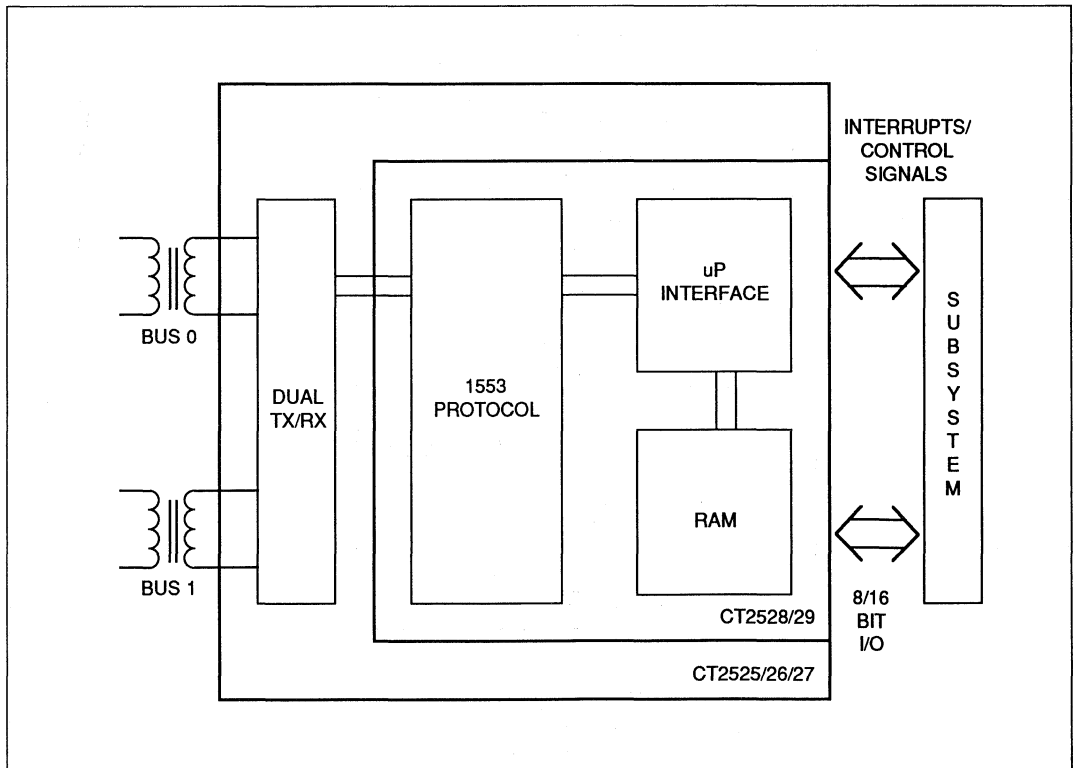 INTERRUPTS/
CONTROL
SIGNALS
BUS 0
DUAL
TX/RX
1553
PROTOCOL
uP
INTERFACE
RAM
SUBSYSTEM
BUS 1
8/16
BIT
I/O
CT2528/29
CT2525/26/27